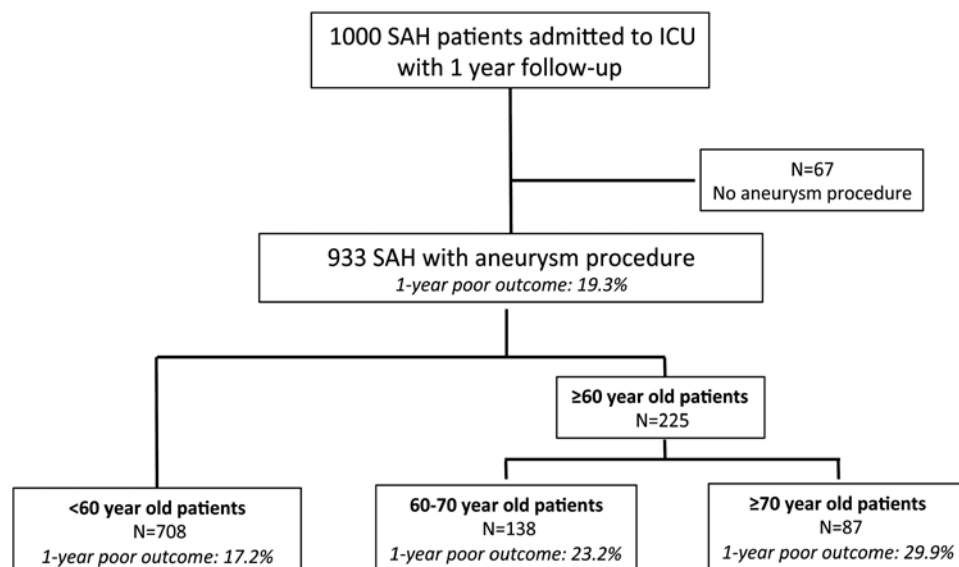 1000 SAH patients admitted to ICU
with 1 year follow-up
N=67
No aneurysm procedure
933 SAH with aneurysm procedure
1-year poor outcome: 19.3%
≥60 year old patients
N=225
<60 year old patients
N=708
1-year poor outcome: 17.2%
60-70 year old patients
N=138
1-year poor outcome: 23.2%
≥70 year old patients
N=87
1-year poor outcome: 29.9%